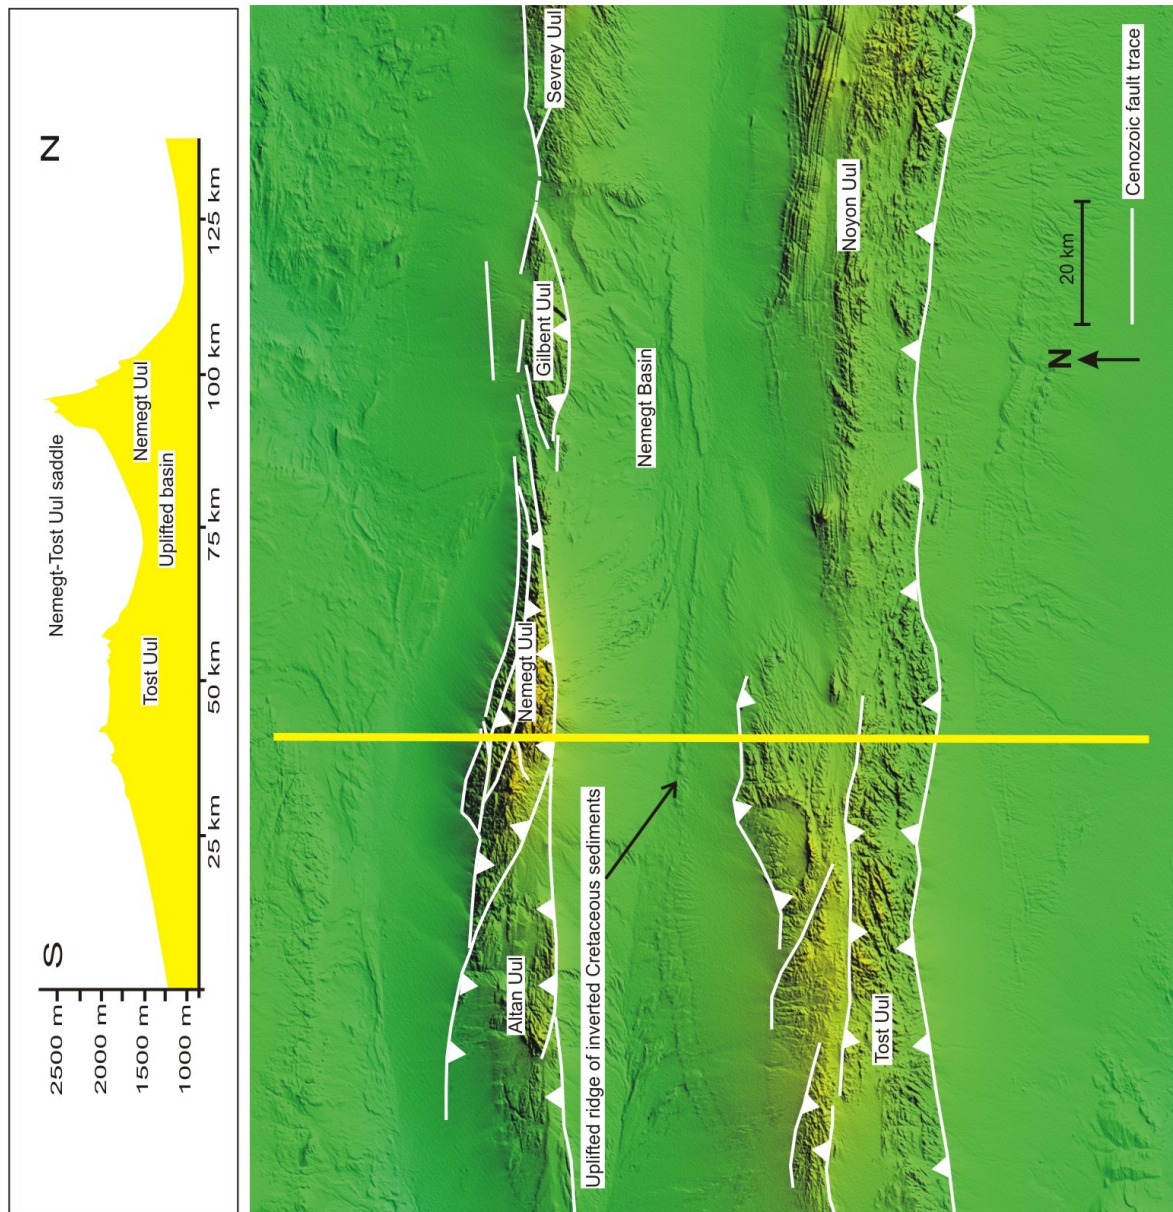 S
N
2500 m
2000 m
1500 m
1000 m
25 km
50 km
75 km
100 km
125 km
Nemegt-Tost Uul saddle
Tost Uul
Uplifted basin
Nemegt Uul
Altan Uul
Nemegt Uul
Gilbent Uul
Sevrey Uul
Uplifted ridge of inverted Cretaceous sediments
Nemegt Basin
Tost Uul
Noyon Uul
N
20 km
Cenozoic fault trace